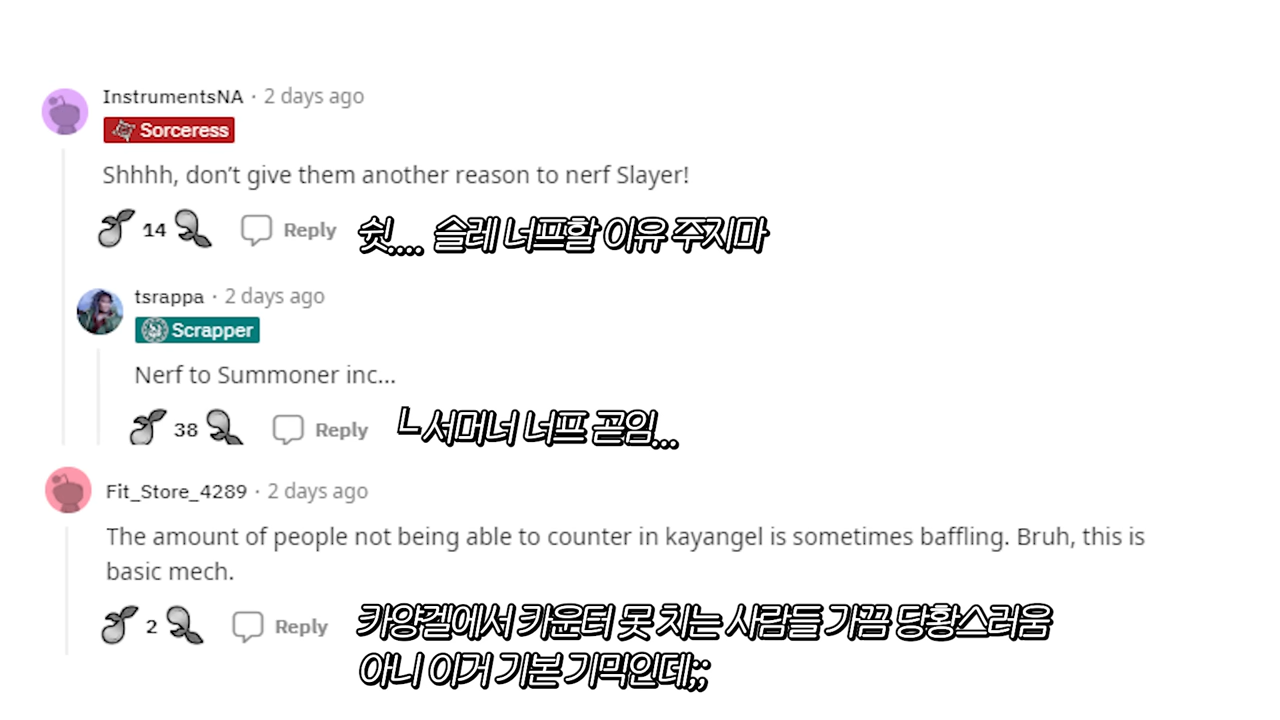 InstrumentsNA · 2 days ago
Sorceress
Shhhh, don’t give them another reason to nerf Slayer!
14 Reply 쉿.... 슬레 너프할 이유 주지마
tsrappa · 2 days ago
Scrapper
Nerf to Summoner inc...
38 Reply ㄴ서머너 너프 곧임...
Fit_Store_4289 · 2 days ago
The amount of people not being able to counter in kayangel is sometimes baffling. Bruh, this is
basic mech.
2 Reply 카양겔에서 카운터 못 치는 사람들 가끔 당황스러움
아니 이거 기본 기믹인데;;